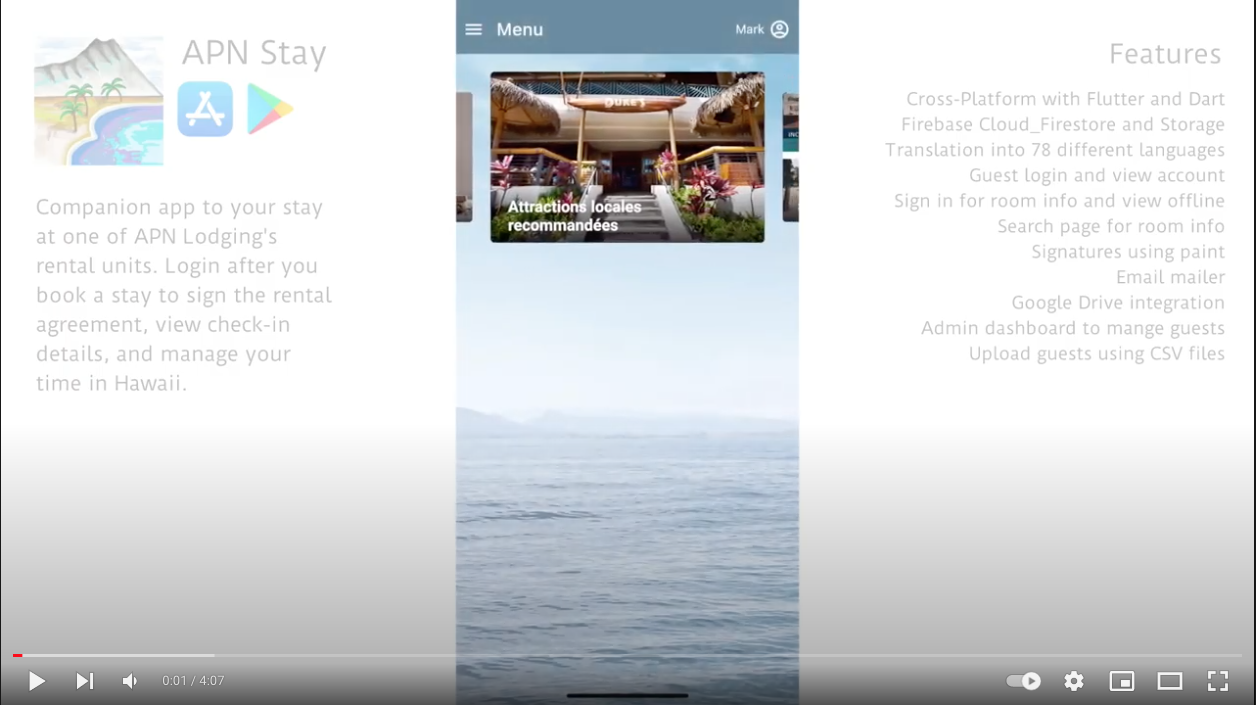 APN Stay
Companion app to your stay
at one of APN Lodging's
rental units. Login after you
book a stay to sign the rental
agreement, view check-in
details, and manage your
time in Hawaii.
Menu
Mark
DUKE'S
Attractions locales
recommandées
Features
Cross-Platform with Flutter and Dart
Firebase Cloud_Firestore and Storage
Translation into 78 different languages
Guest login and view account
Sign in for room info and view offline
Search page for room info
Signatures using paint
Email mailer
Google Drive integration
Admin dashboard to mange guests
Upload guests using CSV files
0:01 / 4:07